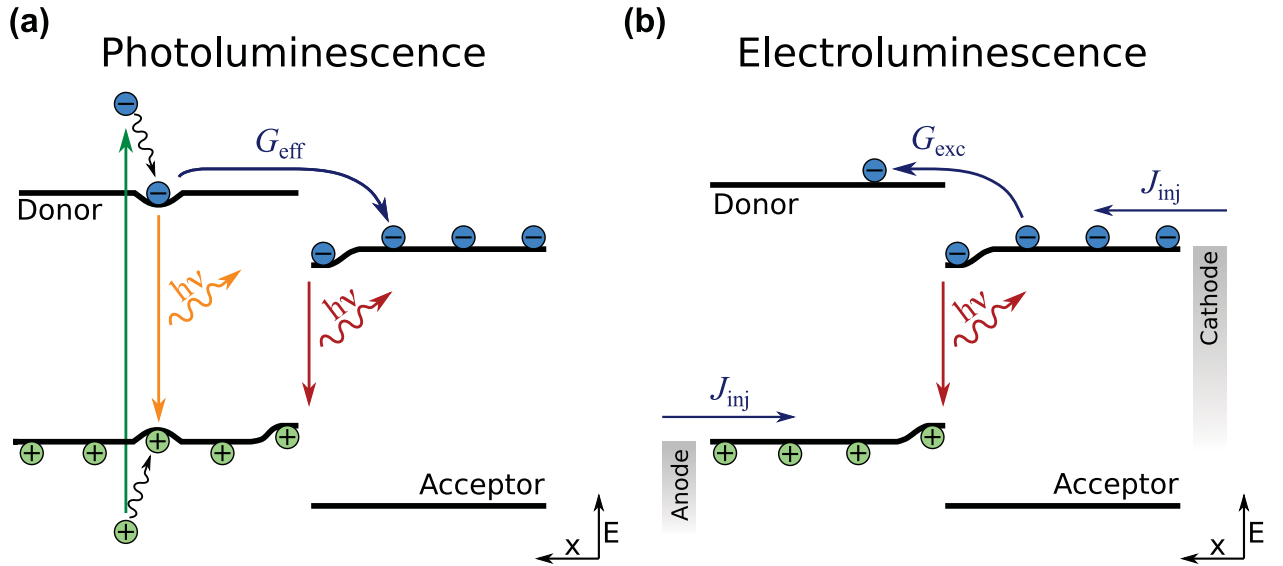 (a)
Photoluminescence
G_eff
Donor
hν
hν
Acceptor
E
x
(b)
Electroluminescence
G_exc
J_inj
Donor
hν
Cathode
J_inj
Anode
Acceptor
E
x